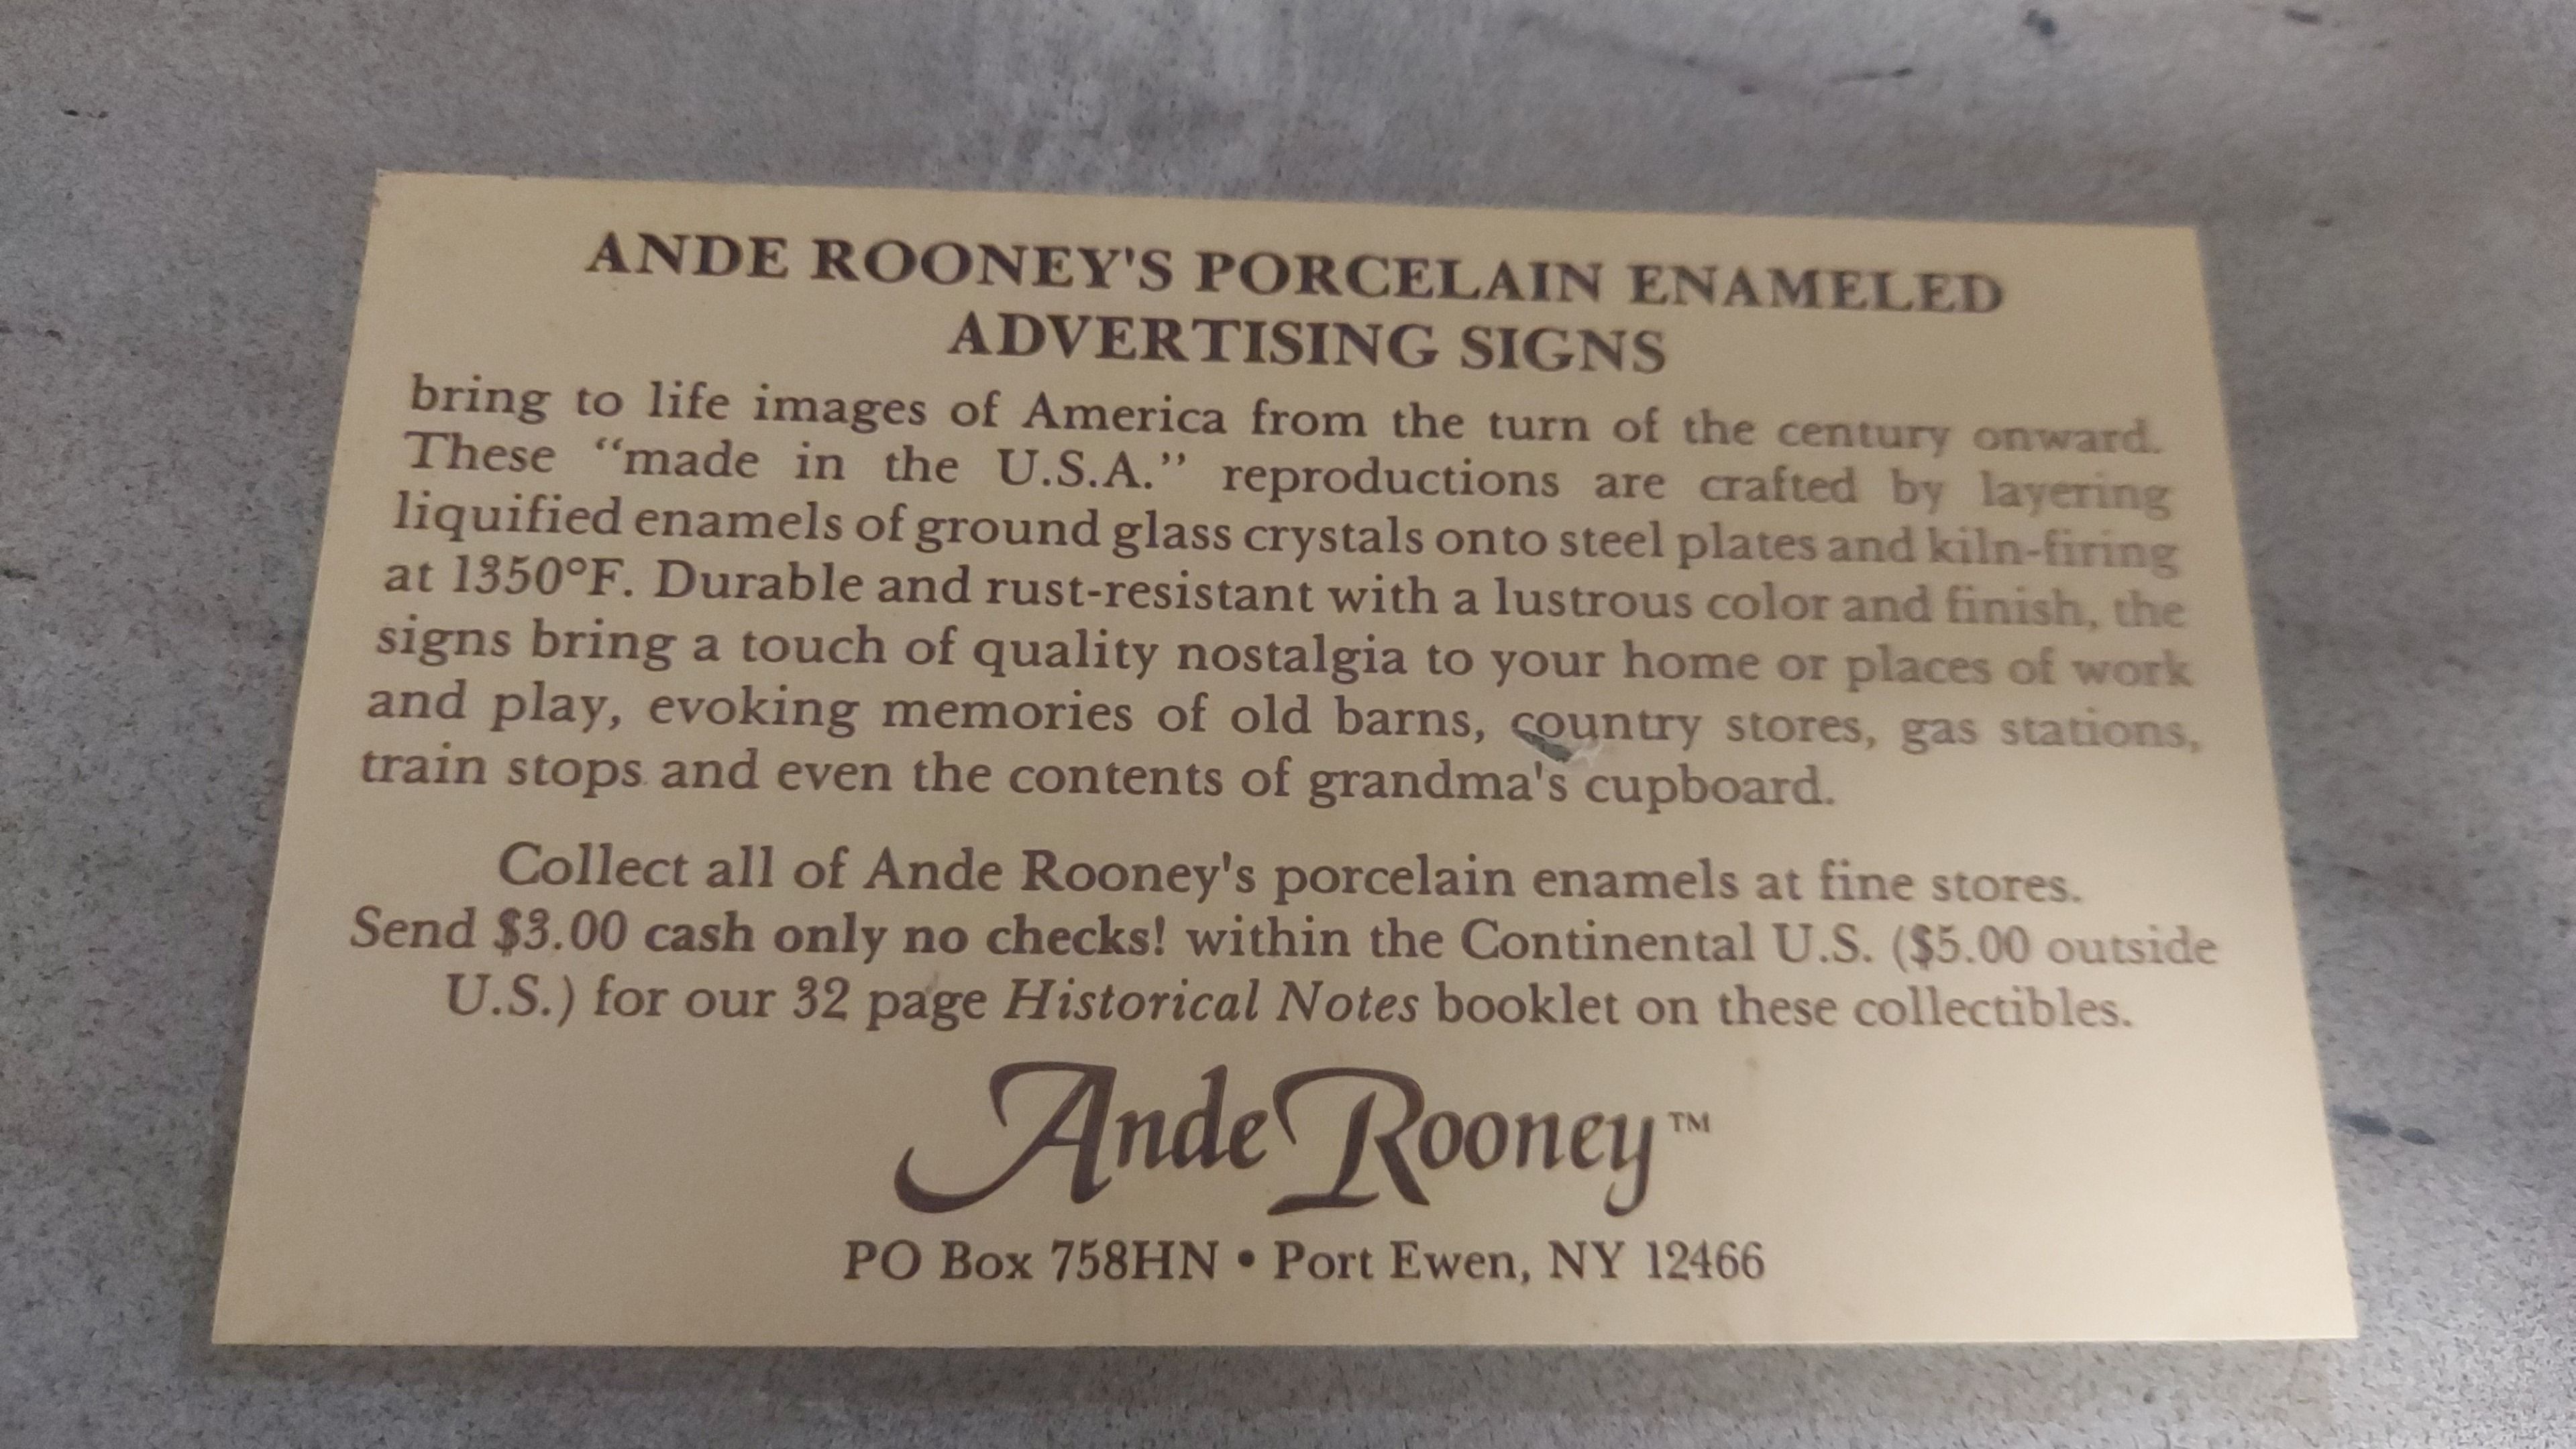 ANDE ROONEY'S PORCELAIN ENAMELED
ADVERTISING SIGNS
bring to life images of America from the turn of the century onward.
These “made in the U.S.A.” reproductions are crafted by layering
liquified enamels of ground glass crystals onto steel plates and kiln-firing
at 1350°F. Durable and rust-resistant with a lustrous color and finish, the
signs bring a touch of quality nostalgia to your home or places of work
and play, evoking memories of old barns, country stores, gas stations,
train stops and even the contents of grandma's cupboard.
Collect all of Ande Rooney's porcelain enamels at fine stores.
Send $3.00 cash only no checks! within the Continental U.S. ($5.00 outside
U.S.) for our 32 page Historical Notes booklet on these collectibles.
Ande Rooney™
PO Box 758HN • Port Ewen, NY 12466